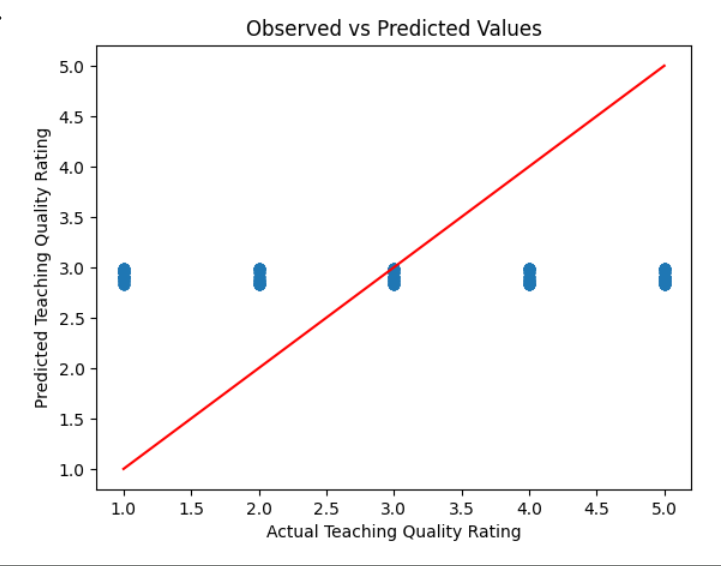 Observed vs Predicted Values
5.0
4.5
4.0
3.5
3.0
2.5
2.0
1.5
1.0
Predicted Teaching Quality Rating
1.0 1.5 2.0 2.5 3.0 3.5 4.0 4.5 5.0
Actual Teaching Quality Rating